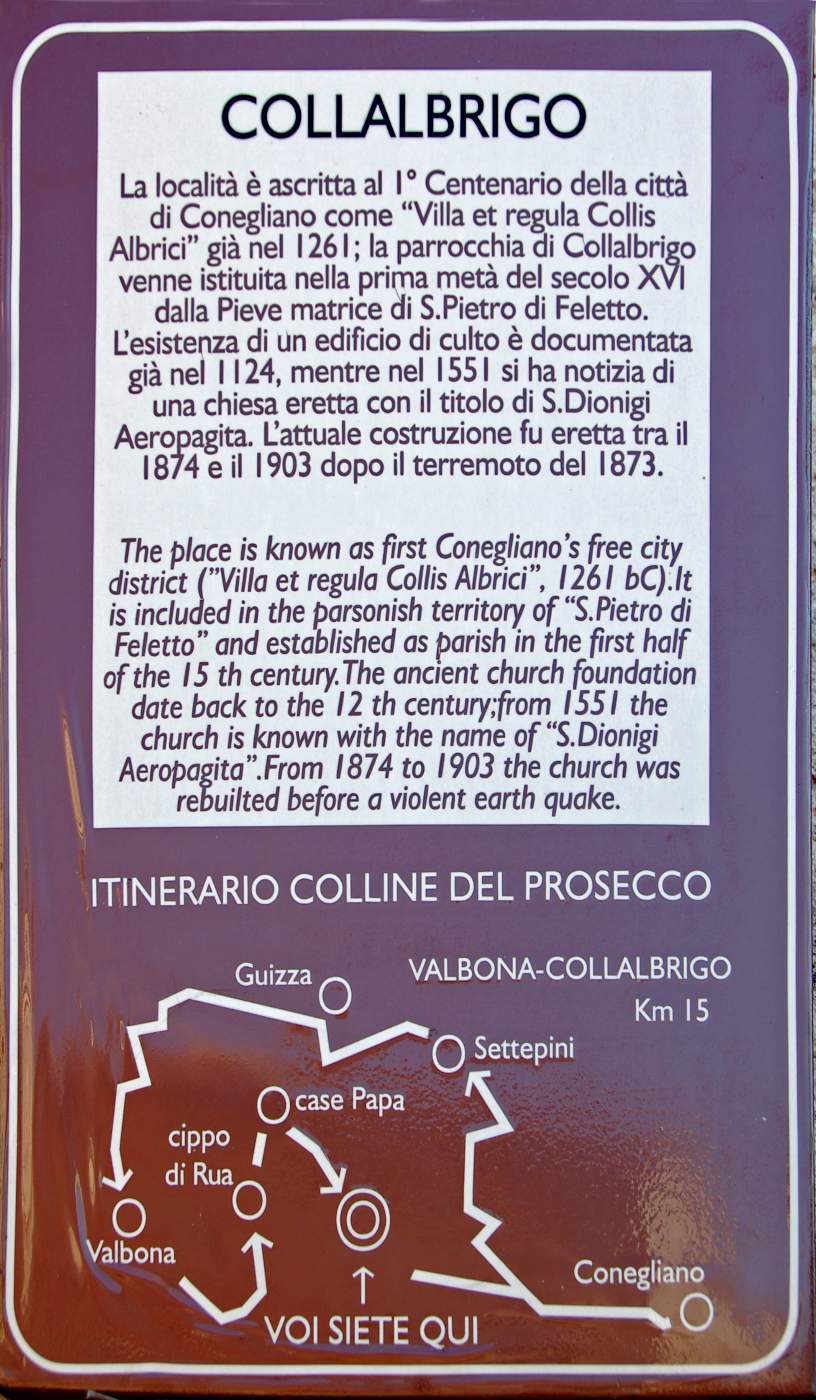 COLLALBRIGO
La località è ascritta al 1° Centenario della città
di Conegliano come “Villa et regula Collis
Albrici” già nel 1261; la parrocchia di Collalbrigo
venne istituita nella prima metà del secolo XVI
dalla Pieve matrice di S.Pietro di Feletto.
L’esistenza di un edificio di culto è documentata
già nel 1124, mentre nel 1551 si ha notizia di
una chiesa eretta con il titolo di S.Dionigi
Aeropagita. L’attuale costruzione fu eretta tra il
1874 e il 1903 dopo il terremoto del 1873.
The place is known as first Conegliano’s free city
district (”Villa et regula Collis Albrici”, 1261 bC).It
is included in the parsonish territory of “S.Pietro di
Feletto” and established as parish in the first half
of the 15 th century.The ancient church foundation
date back to the 12 th century;from 1551 the
church is known with the name of “S.Dionigi
Aeropagita”.From 1874 to 1903 the church was
rebuilted before a violent earth quake.
ITINERARIO COLLINE DEL PROSECCO
VALBONA-COLLALBRIGO
Km 15
Guizza
Settepini
case Papa
cippo
di Rua
Valbona
Conegliano
VOI SIETE QUI